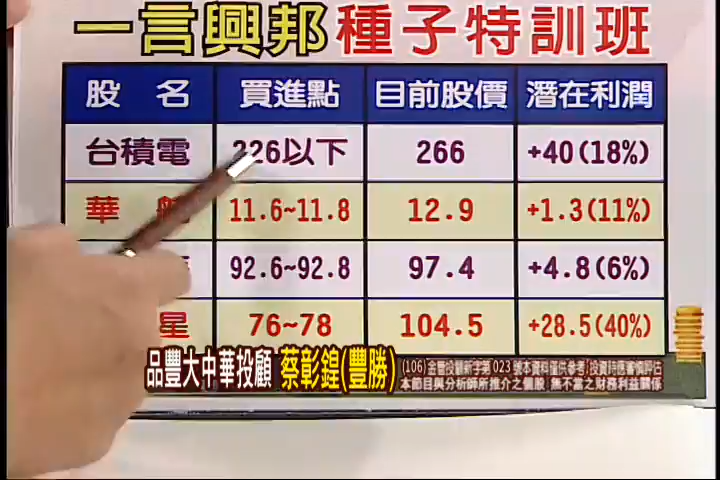 一言興邦種子特訓班
股名 買進點 目前股價 潛在利潤
台積電 226以下 266 +40(18%)
華 11.6~11.8 12.9 +1.3(11%)
92.6~92.8 97.4 +4.8(6%)
星 76~78 104.5 +28.5(40%)
品豐大中華投顧 蔡彰鍠(豐勝)
(106)金管投顧新字第023號本資料僅供參考,投資時應審慎評估
本節目與分析師所推介之個股 無不當之財務利益關係